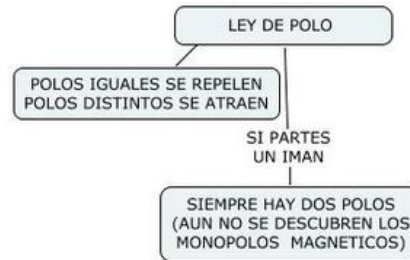 LEY DE POLO
POLOS IGUALES SE REPELEN
POLOS DISTINTOS SE ATRAEN
SI PARTES
UN IMAN
SIEMPRE HAY DOS POLOS
(AUN NO SE DESCUBREN LOS
MONOPOLOS MAGNETICOS)